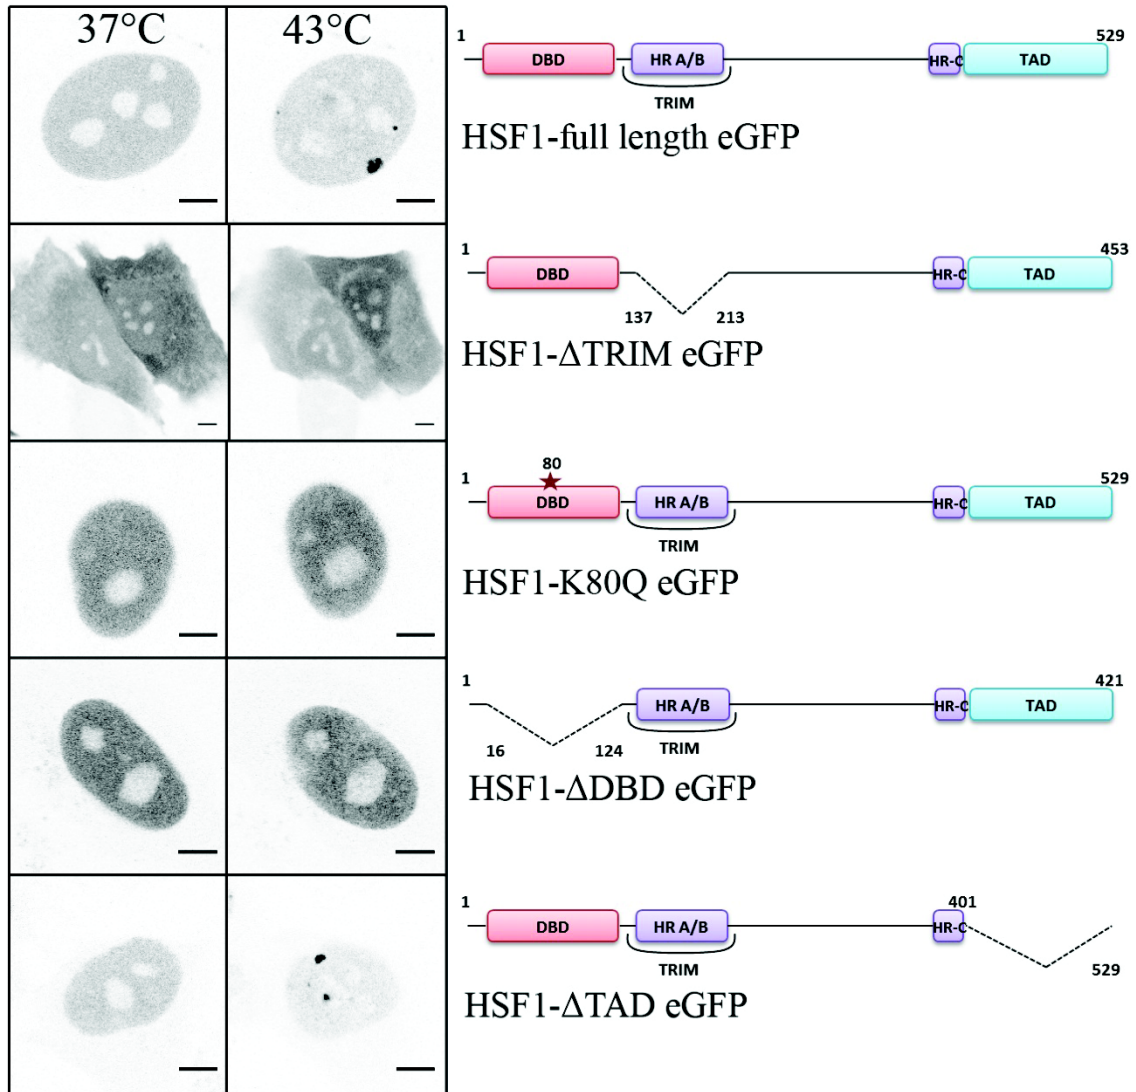 37°C 43°C
1 529
DBD HR A/B HR-C TAD
TRIM
HSF1-full length eGFP
1 453
DBD HR-C TAD
137 213
HSF1-ΔTRIM eGFP
80
1 529
DBD HR A/B HR-C TAD
TRIM
HSF1-K80Q eGFP
1 421
HR A/B HR-C TAD
16 124 TRIM
HSF1-ΔDBD eGFP
1 401
DBD HR A/B HR-C
TRIM 529
HSF1-ΔTAD eGFP